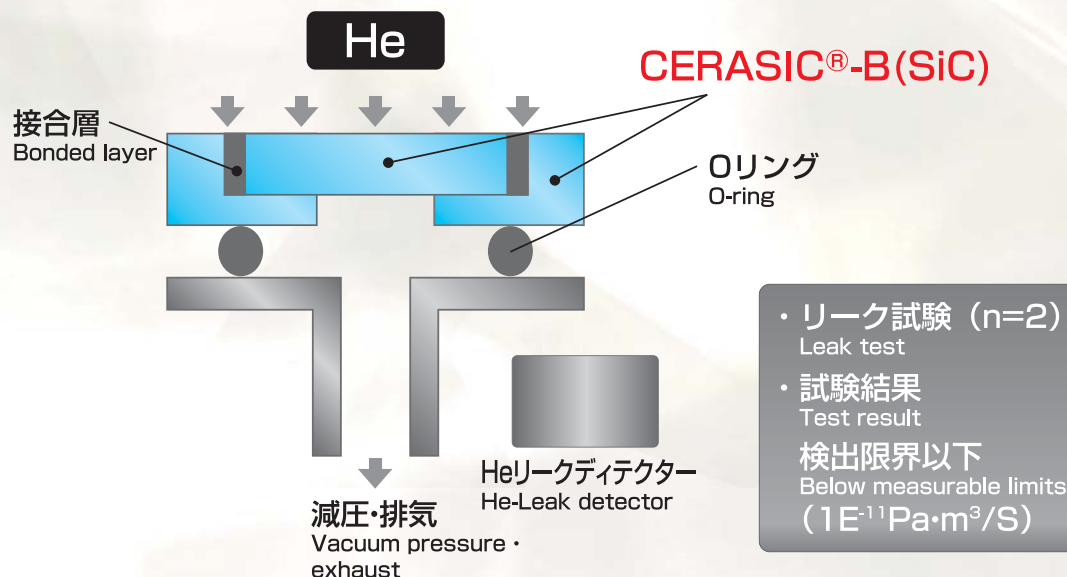 He
CERASIC®-B(SiC)
接合層
Bonded layer
Oリング
O-ring
・リーク試験（n=2）
Leak test
・試験結果
Test result
検出限界以下
Below measurable limits
（1E⁻¹¹Pa•m³/S）
Heリークディテクター
He-Leak detector
減圧・排気
Vacuum pressure・
exhaust